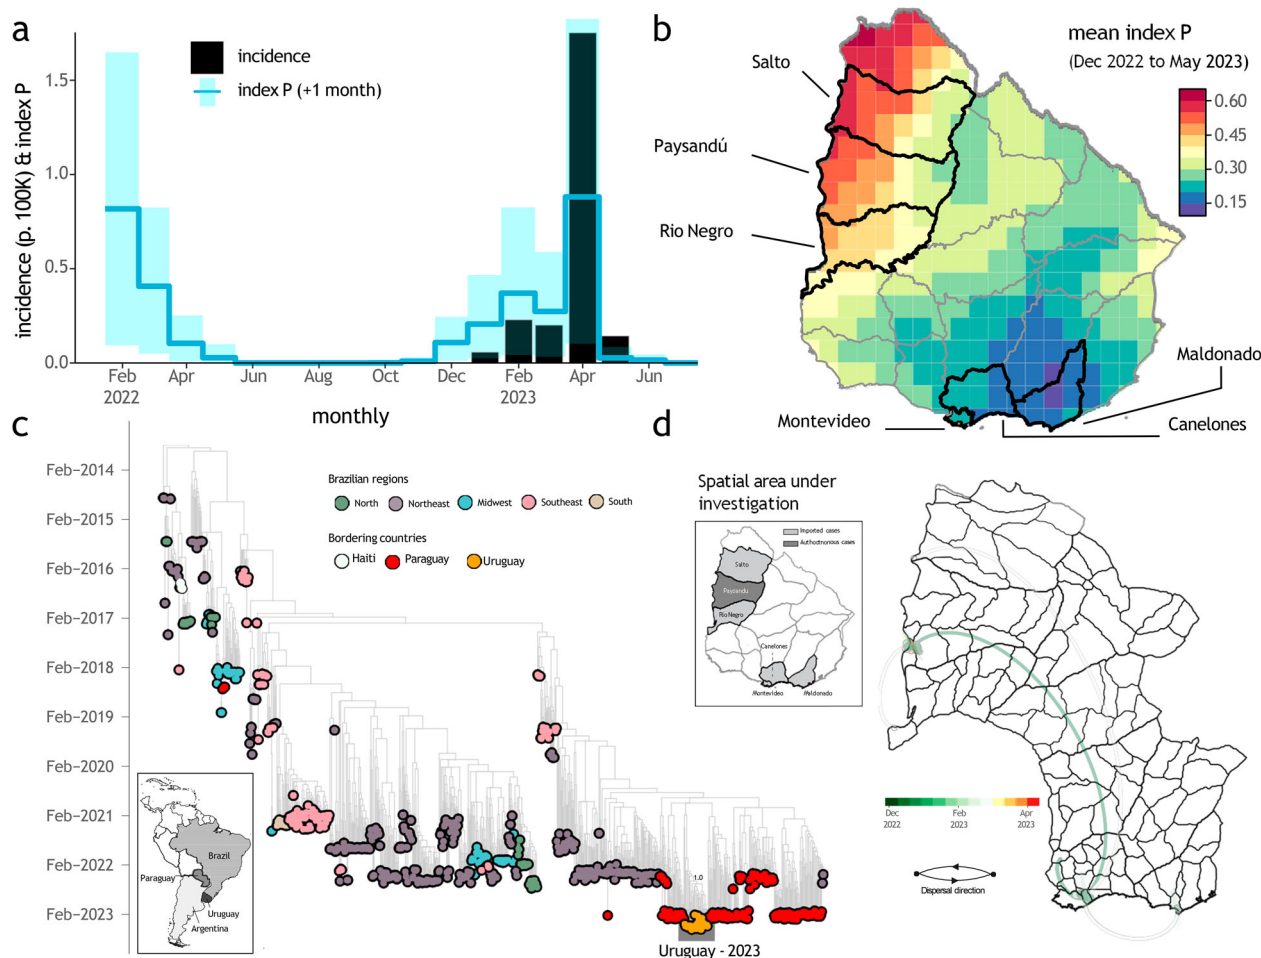 a
incidence (p. 100K) & index P
1.5
1.0
0.5
0.0
incidence
index P (+1 month)
Feb
2022
Apr
Jun
Aug
Oct
Dec
Feb
2023
Apr
Jun
monthly
b
mean index P
(Dec 2022 to May 2023)
0.60
0.45
0.30
0.15
Salto
Paysandú
Rio Negro
Maldonado
Montevideo
Canelones
c
Feb-2014
Feb-2015
Feb-2016
Feb-2017
Feb-2018
Feb-2019
Feb-2020
Feb-2021
Feb-2022
Feb-2023
Brazilian regions
North
Northeast
Midwest
Southeast
South
Bordering countries
Haiti
Paraguay
Uruguay
1.0
Uruguay - 2023
Brazil
Paraguay
Uruguay
Argentina
d
Spatial area under
investigation
Imported cases
Salto
Rio Negro
Canelones
Montevideo
Maldonado
Dec
2022
Feb
2023
Apr
2023
Dispersal direction